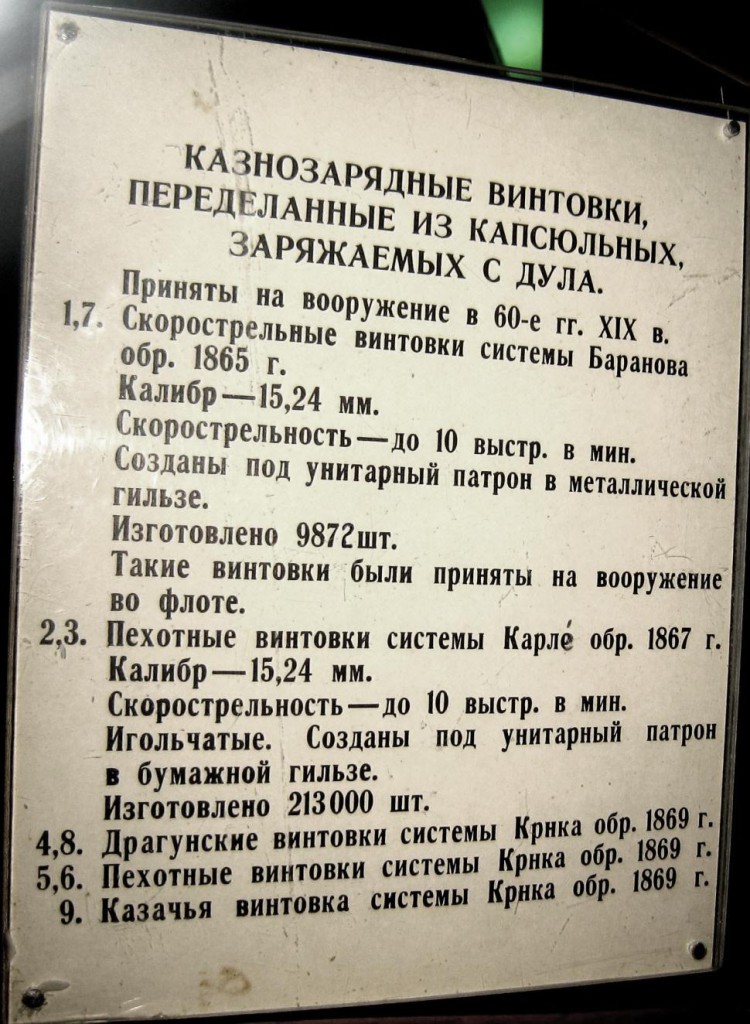 КАЗНОЗАРЯДНЫЕ ВИНТОВКИ,
ПЕРЕДЕЛАННЫЕ ИЗ КАПСЮЛЬНЫХ,
ЗАРЯЖАЕМЫХ С ДУЛА.
Приняты на вооружение в 60-е гг. XIX в.
1,7. Скорострельные винтовки системы Баранова
обр. 1865 г.
Калибр—15,24 мм.
Скорострельность—до 10 выстр. в мин.
Созданы под унитарный патрон в металлической
гильзе.
Изготовлено 9872 шт.
Такие винтовки были приняты на вооружение
во флоте.
2,3. Пехотные винтовки системы Карле́ обр. 1867 г.
Калибр—15,24 мм.
Скорострельность—до 10 выстр. в мин.
Игольчатые. Созданы под унитарный патрон
в бумажной гильзе.
Изготовлено 213000 шт.
4,8. Драгунские винтовки системы Крнка обр. 1869 г.
5,6. Пехотные винтовки системы Крнка обр. 1869 г.
9. Казачья винтовка системы Крнка обр. 1869 г.